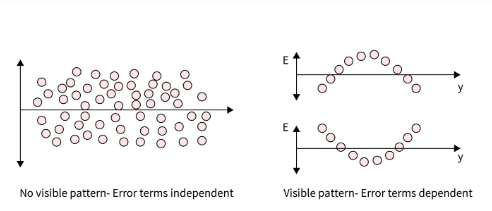 E
y
E
y
No visible pattern- Error terms independent
Visible pattern- Error terms dependent